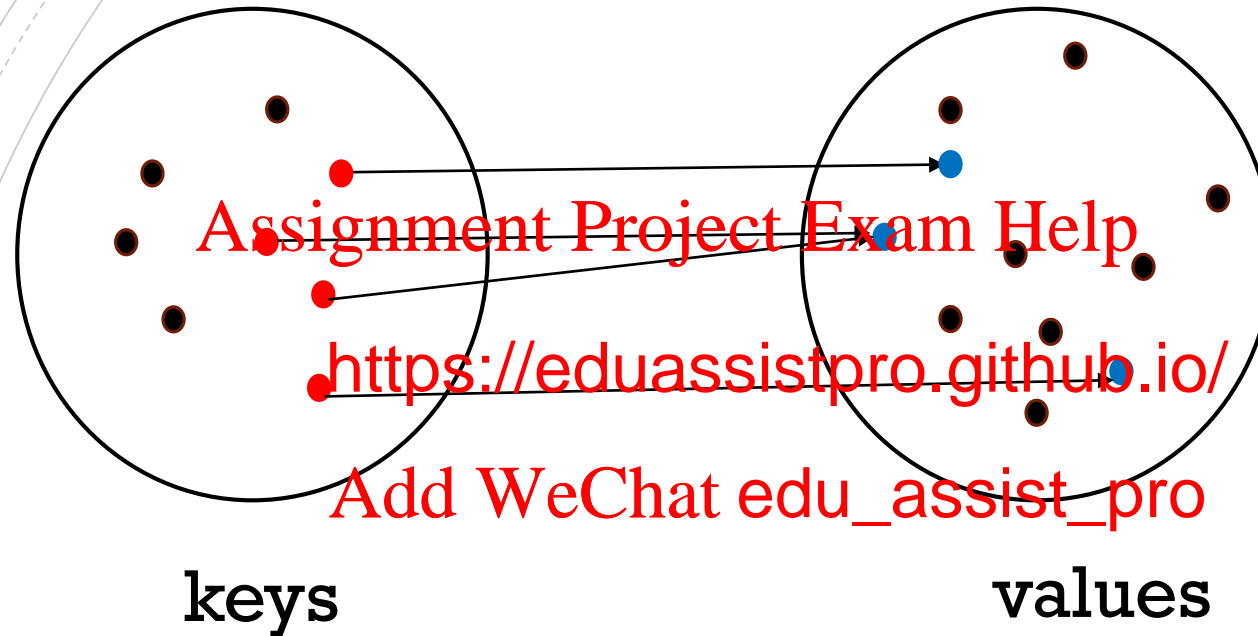 Assignment Project Exam Help
https://eduassistpro.github.io/
Add WeChat edu_assist_pro
keys values